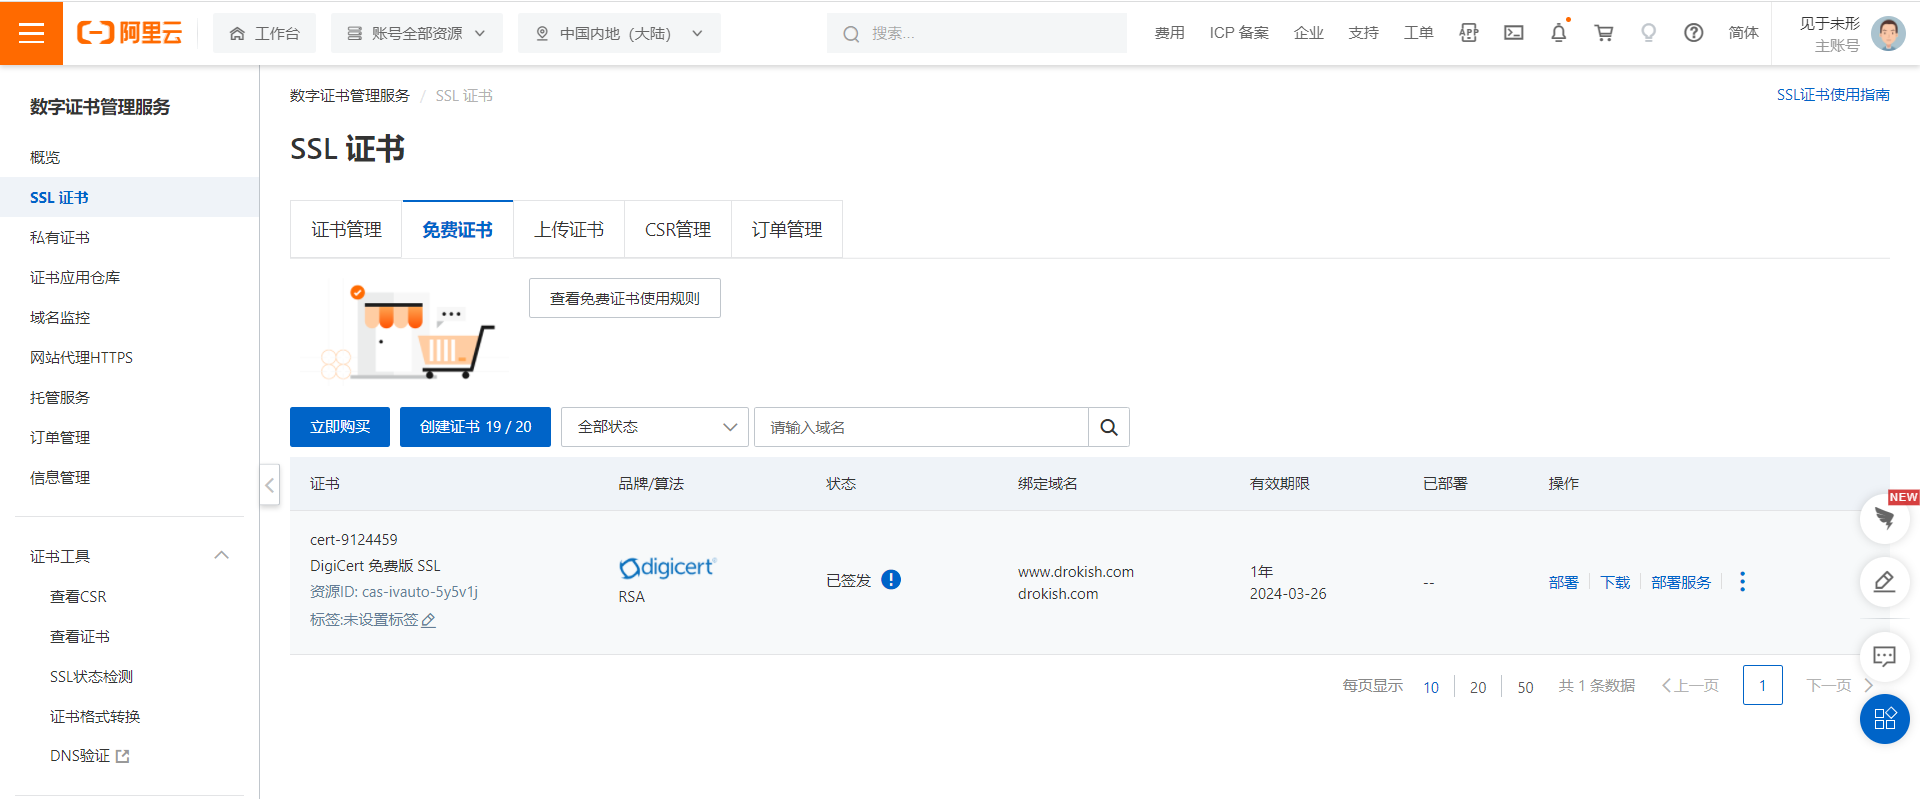 阿里云
工作台
账号全部资源
中国内地（大陆）
搜索...
费用
ICP 备案
企业
支持
工单
APP
简体
见于未形
主账号
数字证书管理服务
概览
SSL 证书
私有证书
证书应用仓库
域名监控
网站代理HTTPS
托管服务
订单管理
信息管理
证书工具
查看CSR
查看证书
SSL状态检测
证书格式转换
DNS验证
数字证书管理服务 / SSL 证书
SSL证书使用指南
SSL 证书
证书管理
免费证书
上传证书
CSR管理
订单管理
查看免费证书使用规则
立即购买
创建证书 19 / 20
全部状态
请输入域名
证书
品牌/算法
状态
绑定域名
有效期限
已部署
操作
cert-9124459
DigiCert 免费版 SSL
资源ID: cas-ivauto-5y5v1j
标签:未设置标签
digicert®
RSA
已签发
www.drokish.com
drokish.com
1年
2024-03-26
--
部署
下载
部署服务
NEW
每页显示 10 20 50 共 1 条数据 上一页 1 下一页